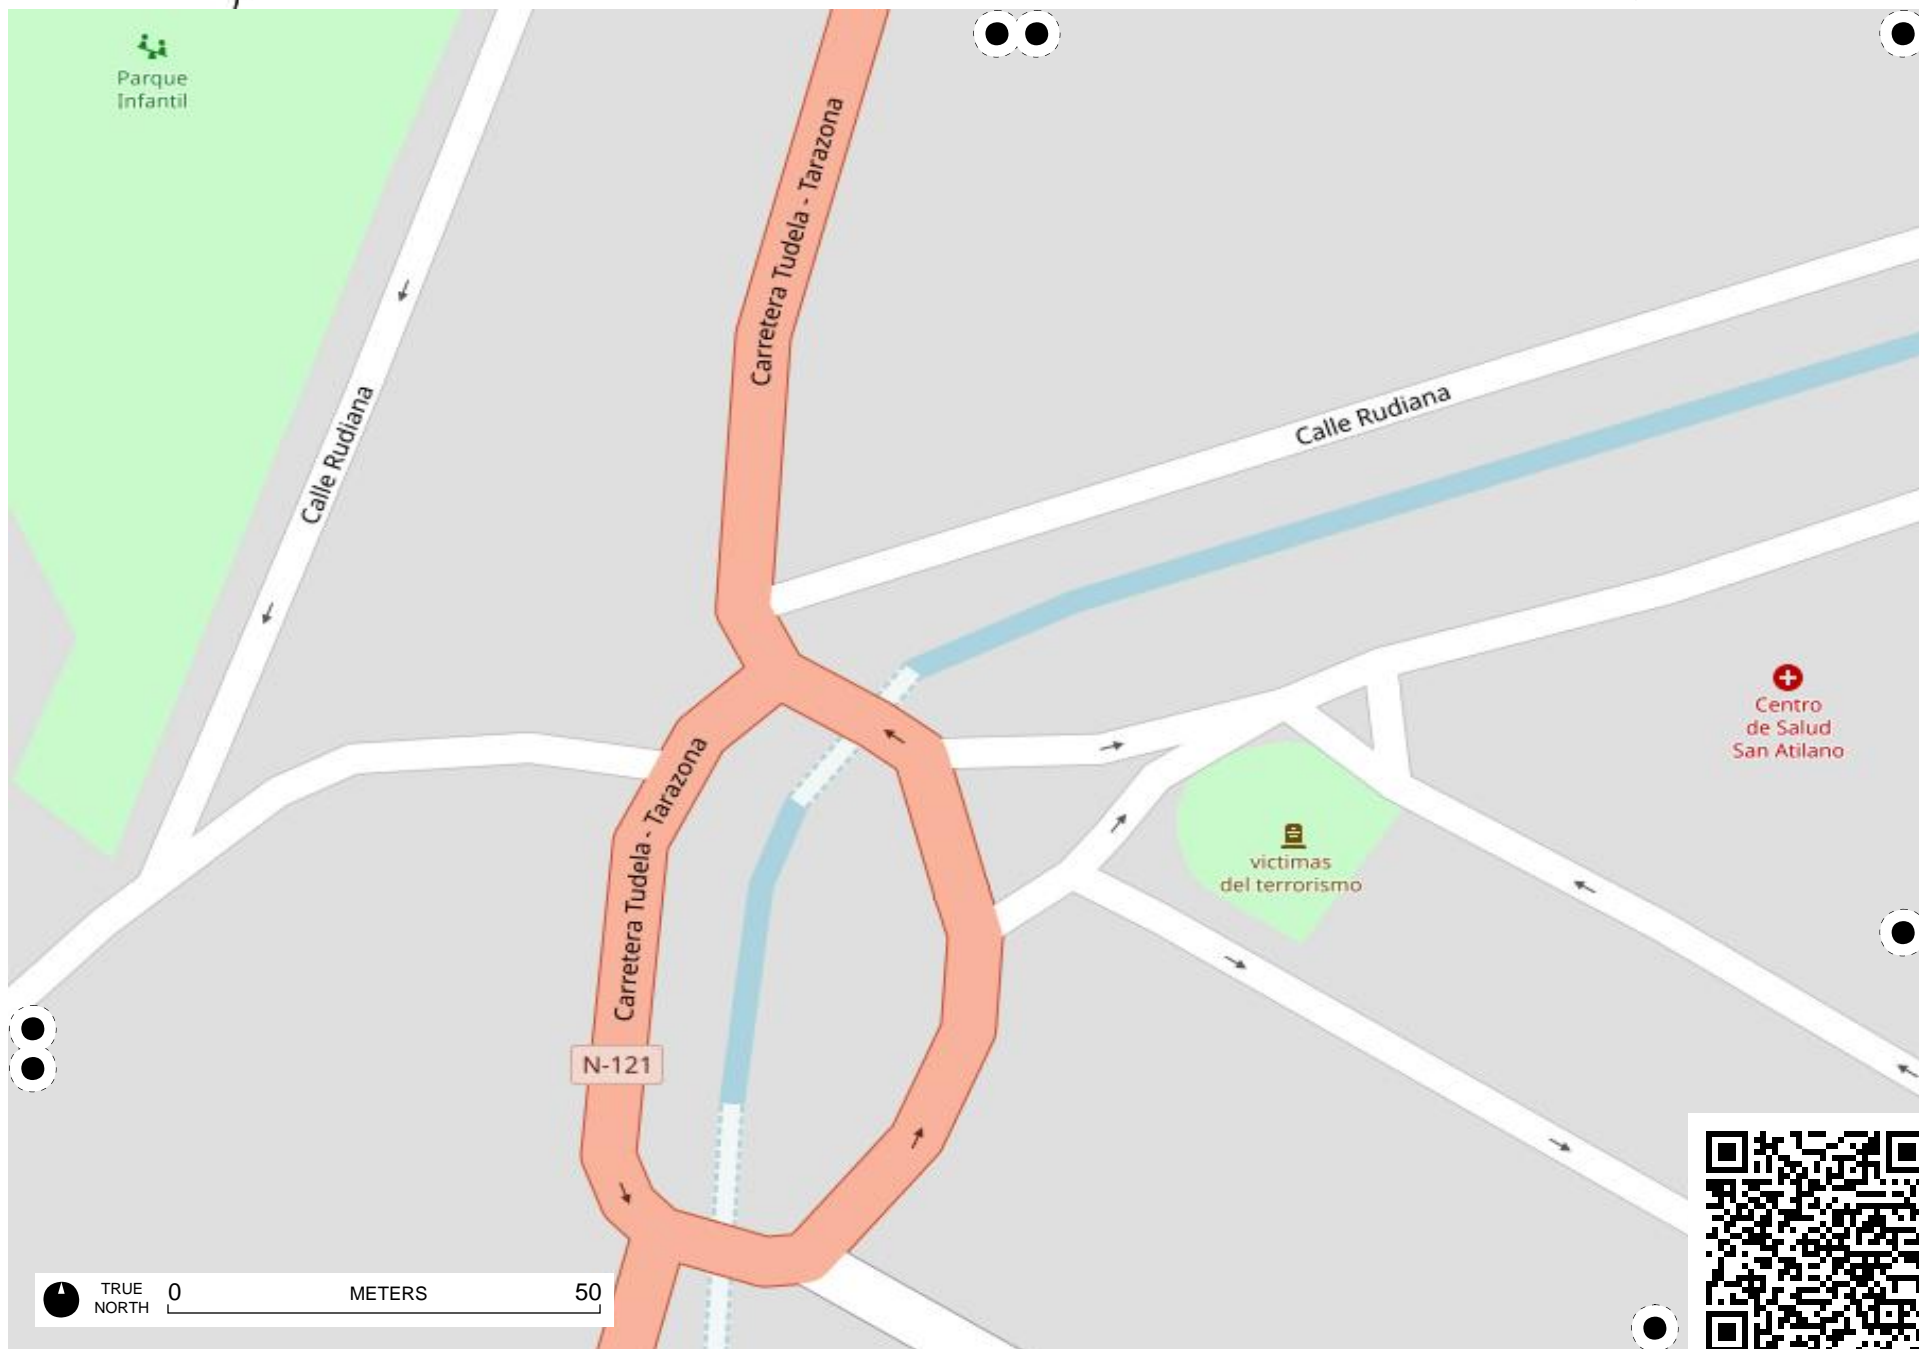 Parque
Infantil
Carretera Tudela - Tarazona
Calle Rudiana
Calle Rudiana
Centro
de Salud
San Atilano
Carretera Tudela - Tarazona
victimas
del terrorismo
N-121
TRUE
NORTH
0 METERS 50